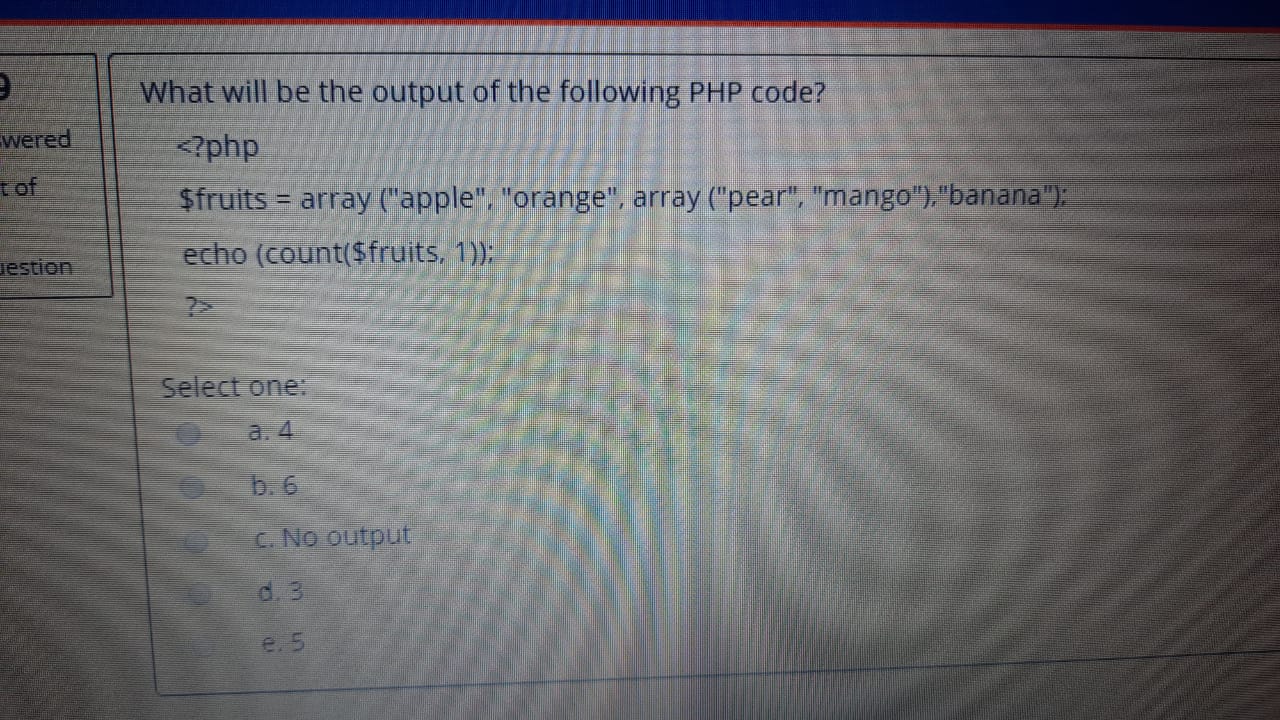 9
wered
t of
uestion
What will be the output of the following PHP code?
<?php
$fruits = array ("apple", "orange", array ("pear", "mango"),"banana");
echo (count($fruits, 1));
?>
Select one:
a. 4
b. 6
c. No output
d. 3
e. 5